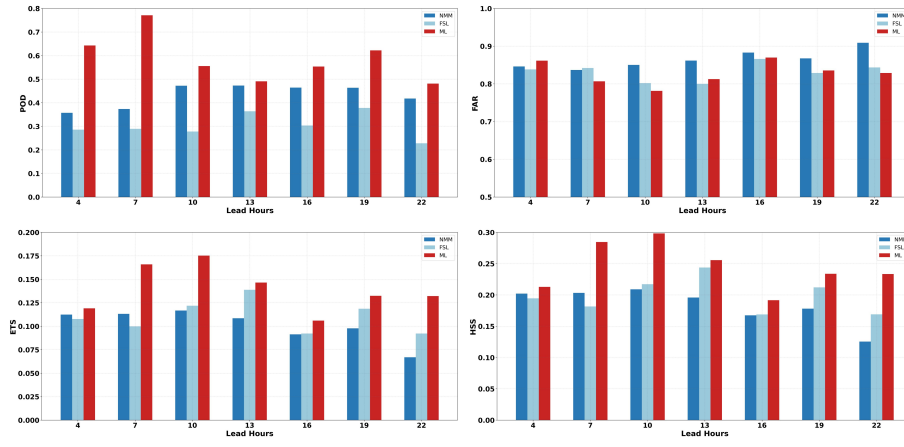 0.8
0.7
0.6
0.5
0.4
0.3
0.2
0.1
0.0
POD
4 7 10 13 16 19 22
Lead Hours
NMM
FSL
ML
1.0
0.9
0.8
0.7
0.6
0.5
FAR
4 7 10 13 16 19 22
Lead Hours
NMM
FSL
ML
0.200
0.175
0.150
0.125
0.100
0.075
0.050
0.025
0.000
ETS
4 7 10 13 16 19 22
Lead Hours
NMM
FSL
ML
0.30
0.25
0.20
0.15
0.10
0.05
0.00
HSS
4 7 10 13 16 19 22
Lead Hours
NMM
FSL
ML